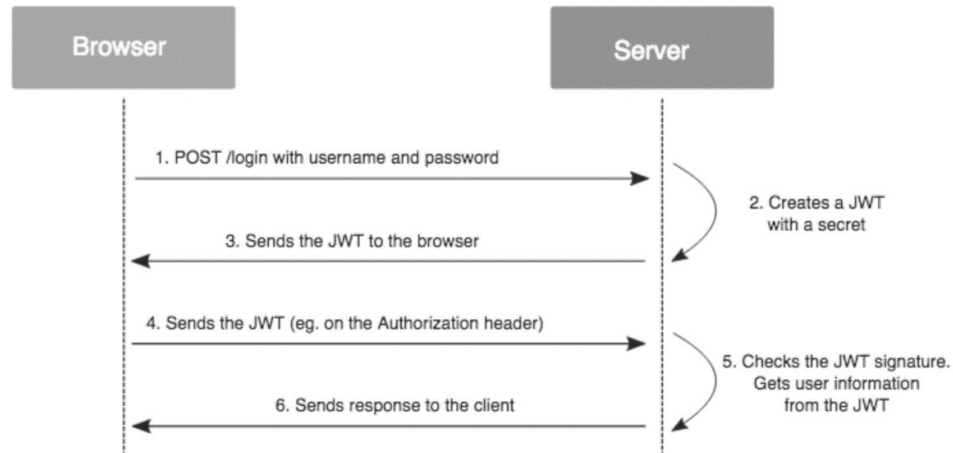 Browser
Server
1. POST /login with username and password
2. Creates a JWT
with a secret
3. Sends the JWT to the browser
4. Sends the JWT (eg. on the Authorization header)
5. Checks the JWT signature.
Gets user information
from the JWT
6. Sends response to the client